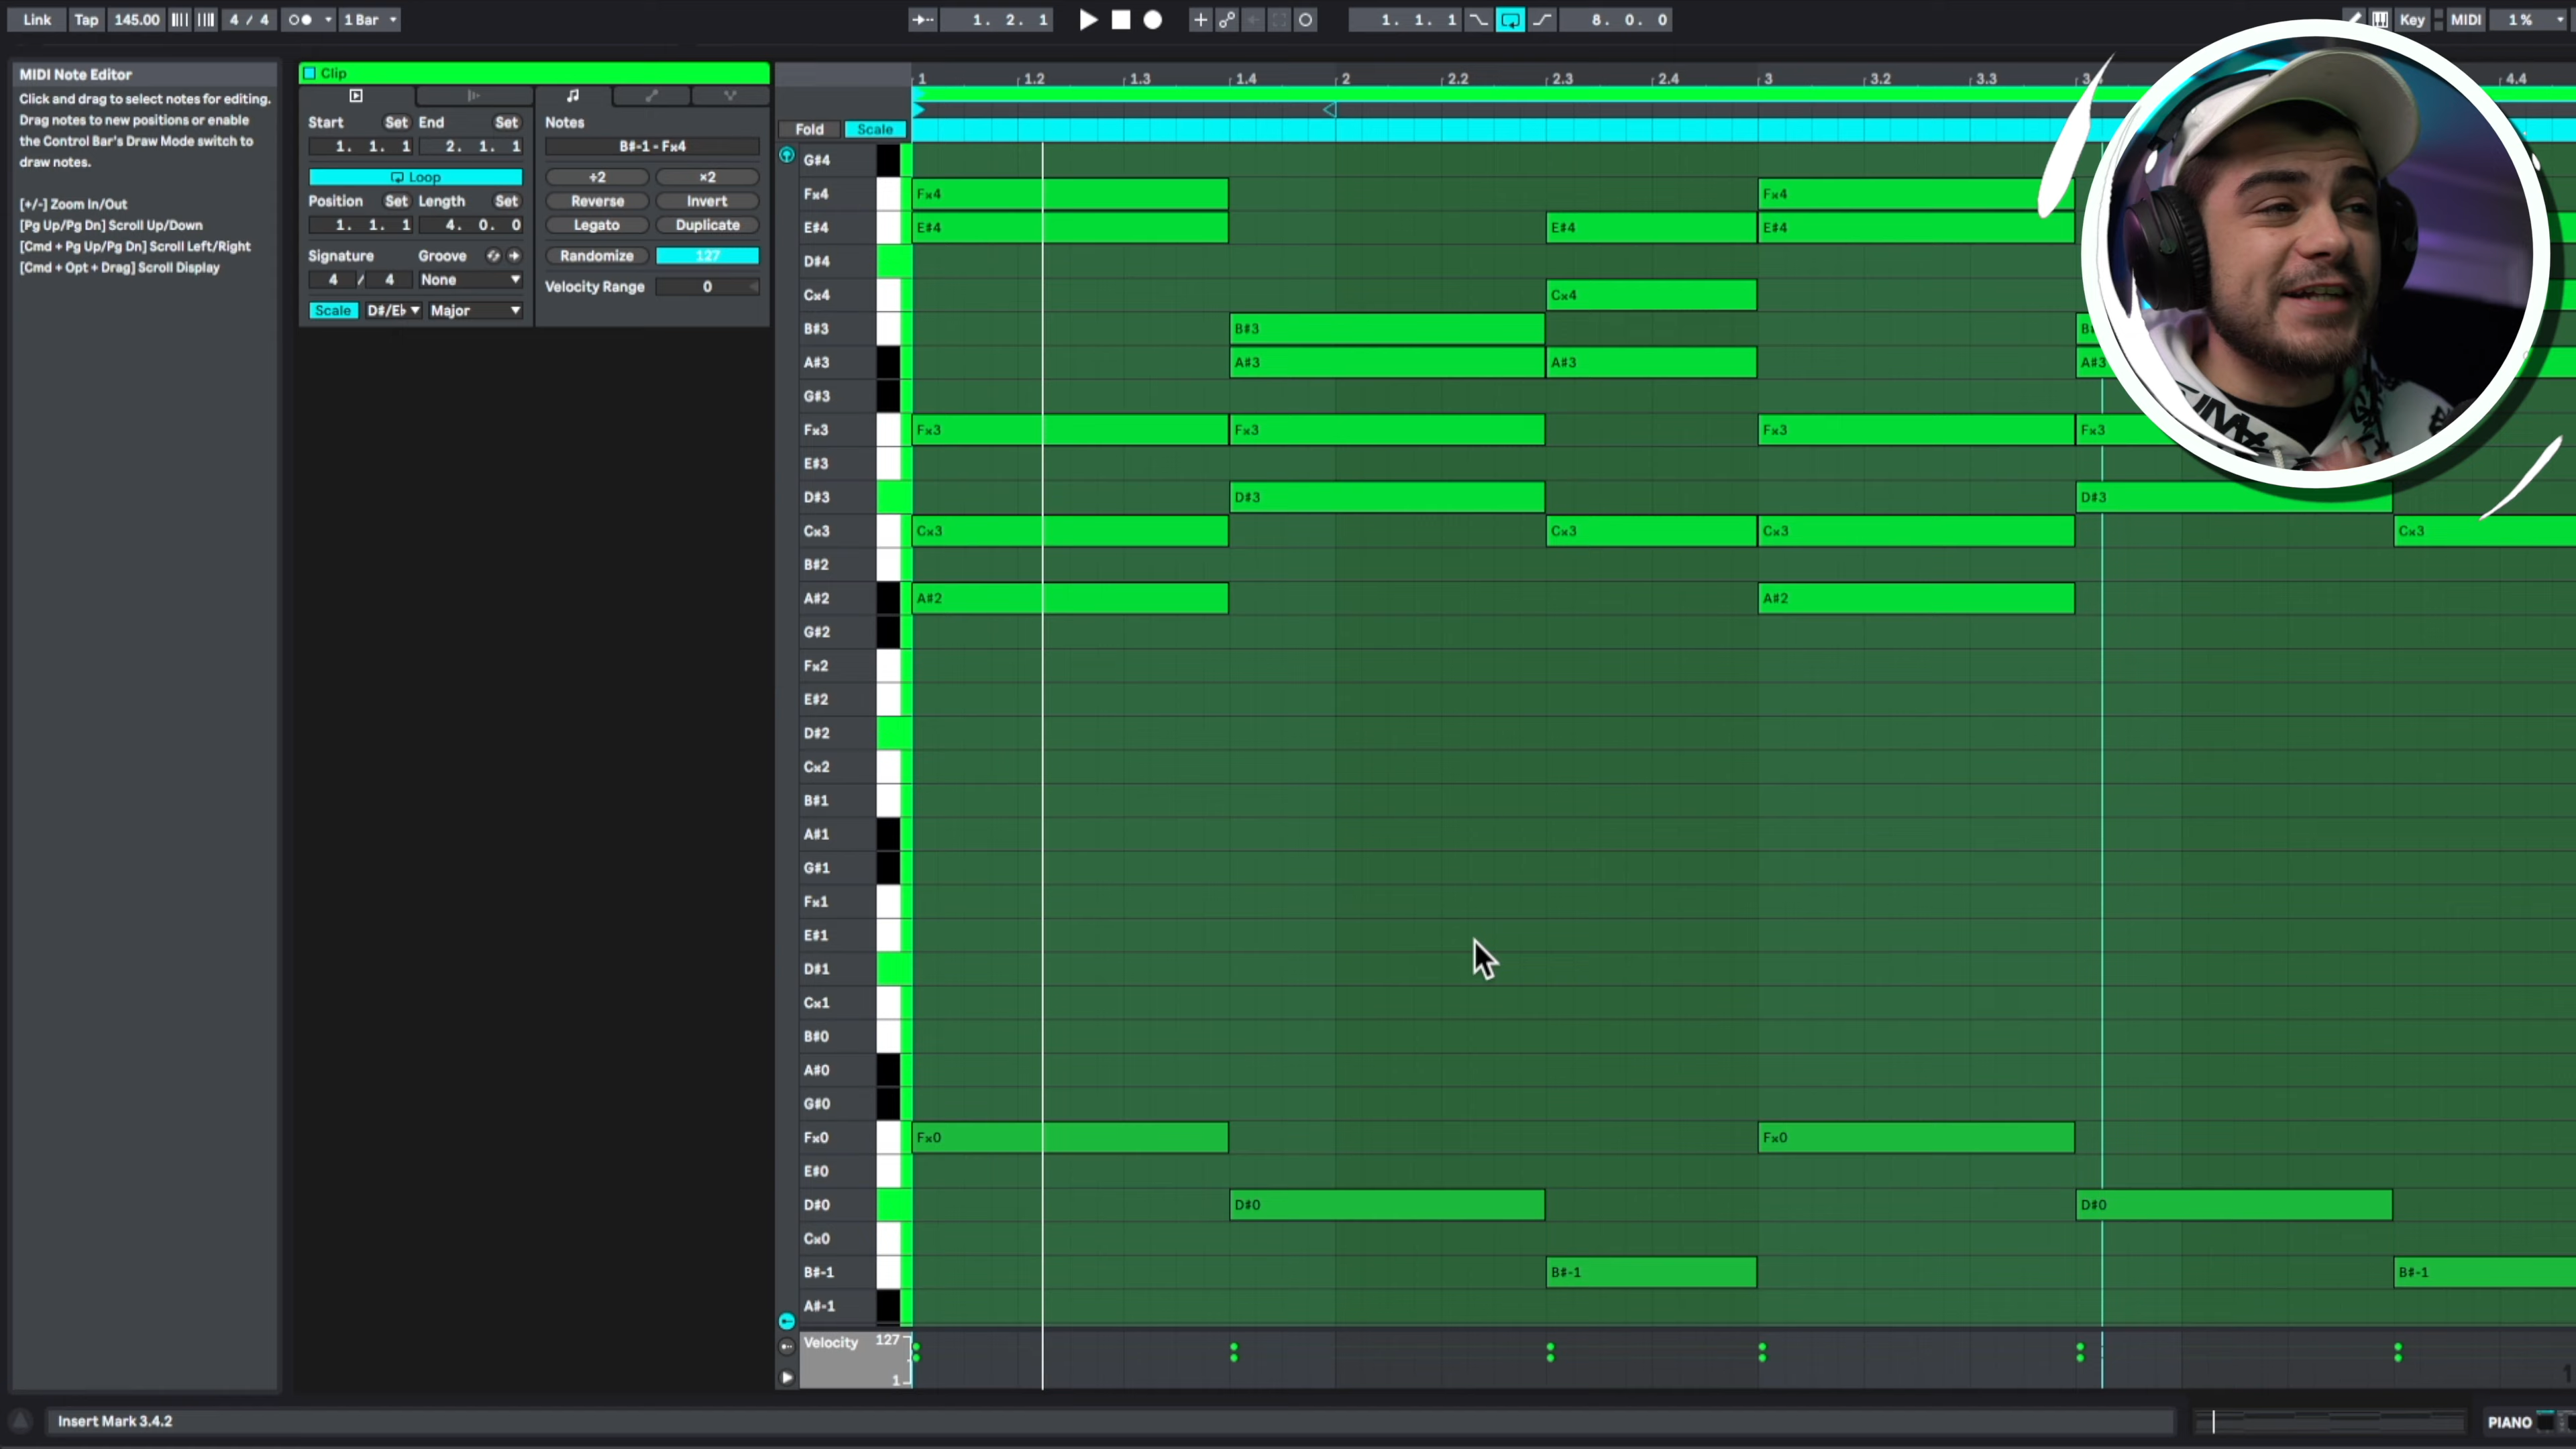 Link Tap 145.00 4 / 4 1 Bar 1. 2. 1 1. 1. 1 8. 0. 0 Key MIDI 1 %
MIDI Note Editor
Click and drag to select notes for editing.
Drag notes to new positions or enable
the Control Bar's Draw Mode switch to
draw notes.
[+/-] Zoom In/Out
[Pg Up/Pg Dn] Scroll Up/Down
[Cmd + Pg Up/Pg Dn] Scroll Left/Right
[Cmd + Opt + Drag] Scroll Display
Clip
Start Set End Set
1. 1. 1 2. 1. 1
Loop
Position Set Length Set
1. 1. 1 4. 0. 0
Signature Groove
4 / 4 None
Scale D#/E♭ Major
Notes
B#-1 - Fx4
÷2 ×2
Reverse Invert
Legato Duplicate
Randomize 127
Velocity Range 0
1 1.2 1.3 1.4 2 2.2 2.3 2.4 3 3.2 3.3 4.4
Fold Scale
G#4
Fx4 Fx4 Fx4
E#4 E#4 E#4 E#4
D#4
Cx4 Cx4
B#3 B#3
A#3 A#3 A#3 A#3
G#3
Fx3 Fx3 Fx3 Fx3 Fx3
E#3
D#3 D#3 D#3
Cx3 Cx3 Cx3 Cx3 Cx3
B#2
A#2 A#2 A#2
G#2
Fx2
E#2
D#2
Cx2
B#1
A#1
G#1
Fx1
E#1
D#1
Cx1
B#0
A#0
G#0
Fx0 Fx0 Fx0
E#0
D#0 D#0 D#0
Cx0
B#-1 B#-1 B#-1
A#-1
Velocity 127
1
Insert Mark 3.4.2
PIANO